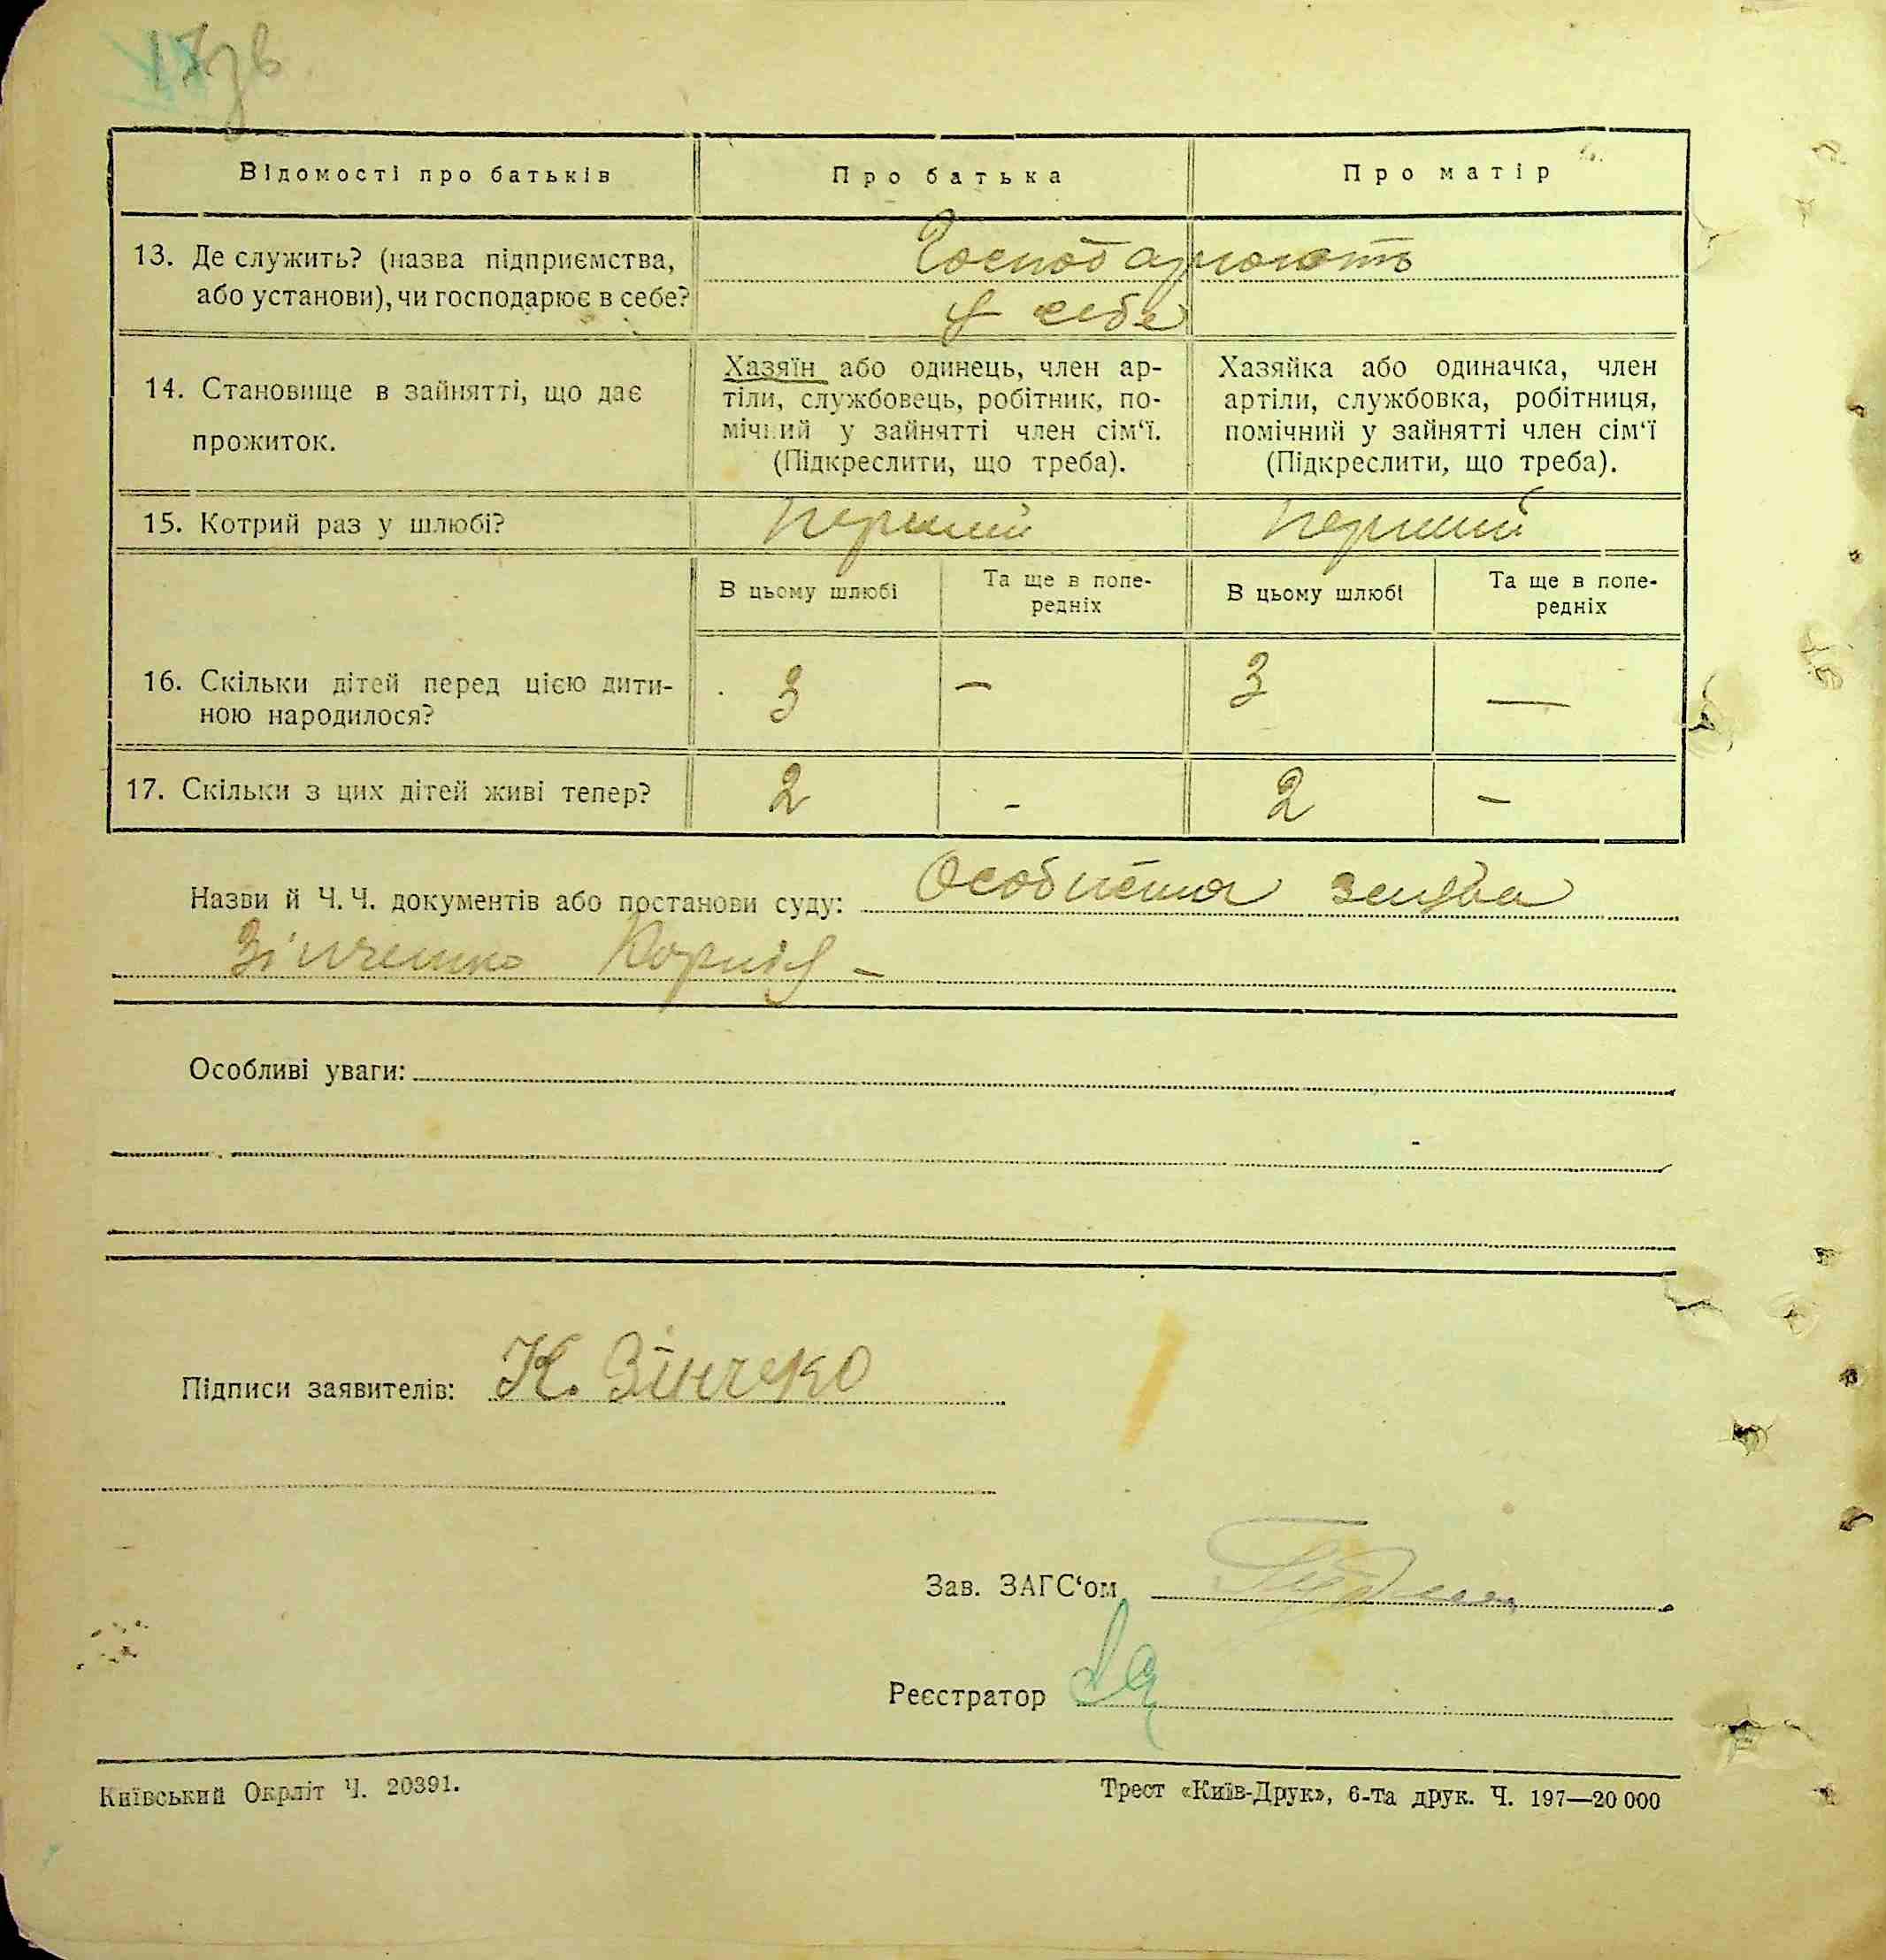 17зв
Відомості про батьків Про батька Про матір
13. Де служить? (назва підприємства, Господарюють
або установи), чи господарює в себе? у себе
14. Становище в зайнятті, що дає
прожиток.
Хазяїн або одинець, член ар-
тіли, службовець, робітник, по-
мічний у зайнятті член сім‘ї.
(Підкреслити, що треба).
Хазяйка або одиначка, член
артіли, службовка, робітниця,
помічний у зайнятті член сім‘ї
(Підкреслити, що треба).
15. Котрий раз у шлюбі? перший перший
В цьому шлюбі
Та ще в попе-
редніх
В цьому шлюбі
Та ще в попе-
редніх
16. Скільки дітей перед цією дити-
ною народилося?
3 – 3 —
17. Скільки з цих дітей живі тепер? 2 - 2 –
Назви й Ч. Ч. документів або постанови суду: Особиста
Зінченко Корній –
Особливі уваги:
Підписи заявителів: К. Зінчеко
Зав. ЗАГС‘ом
Реєстратор
Київський Окрліт Ч. 20391.
Трест «Київ-Друк», 6-та друк. Ч. 197—20 000